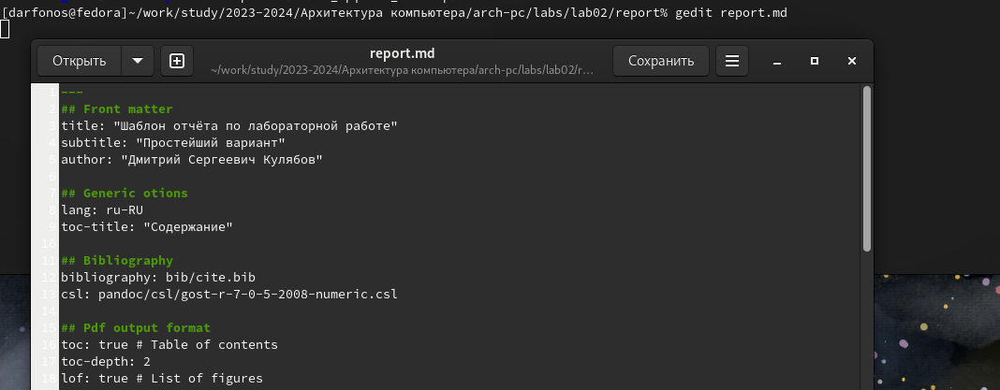 [darfonos@fedora]~/work/study/2023-2024/Архитектура компьютера/arch-pc/labs/lab02/report% gedit report.md
Открыть
report.md
~/work/study/2023-2024/Архитектура компьютера/arch-pc/labs/lab02/r…
Сохранить
1 ---
2 ## Front matter
3 title: "Шаблон отчёта по лабораторной работе"
4 subtitle: "Простейший вариант"
5 author: "Дмитрий Сергеевич Кулябов"
6
7 ## Generic otions
8 lang: ru-RU
9 toc-title: "Содержание"
10
11 ## Bibliography
12 bibliography: bib/cite.bib
13 csl: pandoc/csl/gost-r-7-0-5-2008-numeric.csl
14
15 ## Pdf output format
16 toc: true # Table of contents
17 toc-depth: 2
18 lof: true # List of figures